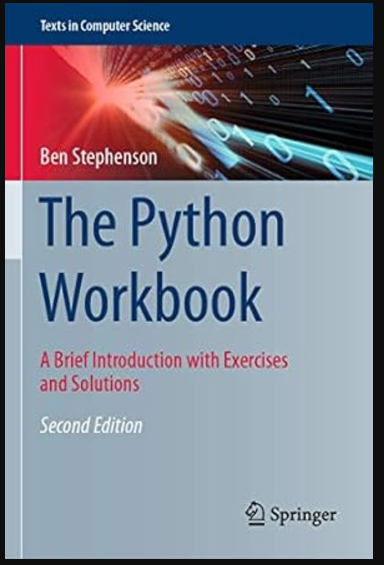 Texts in Computer Science
Ben Stephenson
The Python
Workbook
A Brief Introduction with Exercises
and Solutions
Second Edition
Springer